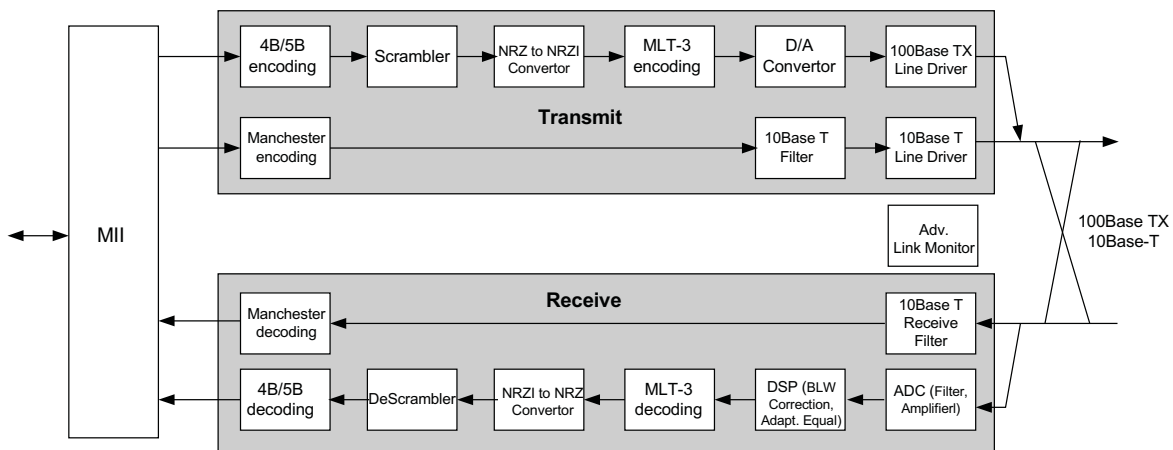 4B/5B
encoding
Scrambler
NRZ to NRZI
Convertor
MLT-3
encoding
D/A
Convertor
100Base TX
Line Driver
Transmit
Manchester
encoding
10Base T
Filter
10Base T
Line Driver
MII
Adv.
Link Monitor
100Base TX
10Base-T
Receive
Manchester
decoding
10Base T
Receive
Filter
4B/5B
decoding
DeScrambler
NRZI to NRZ
Convertor
MLT-3
decoding
DSP (BLW
Correction,
Adapt. Equal)
ADC (Filter,
Amplifierl)